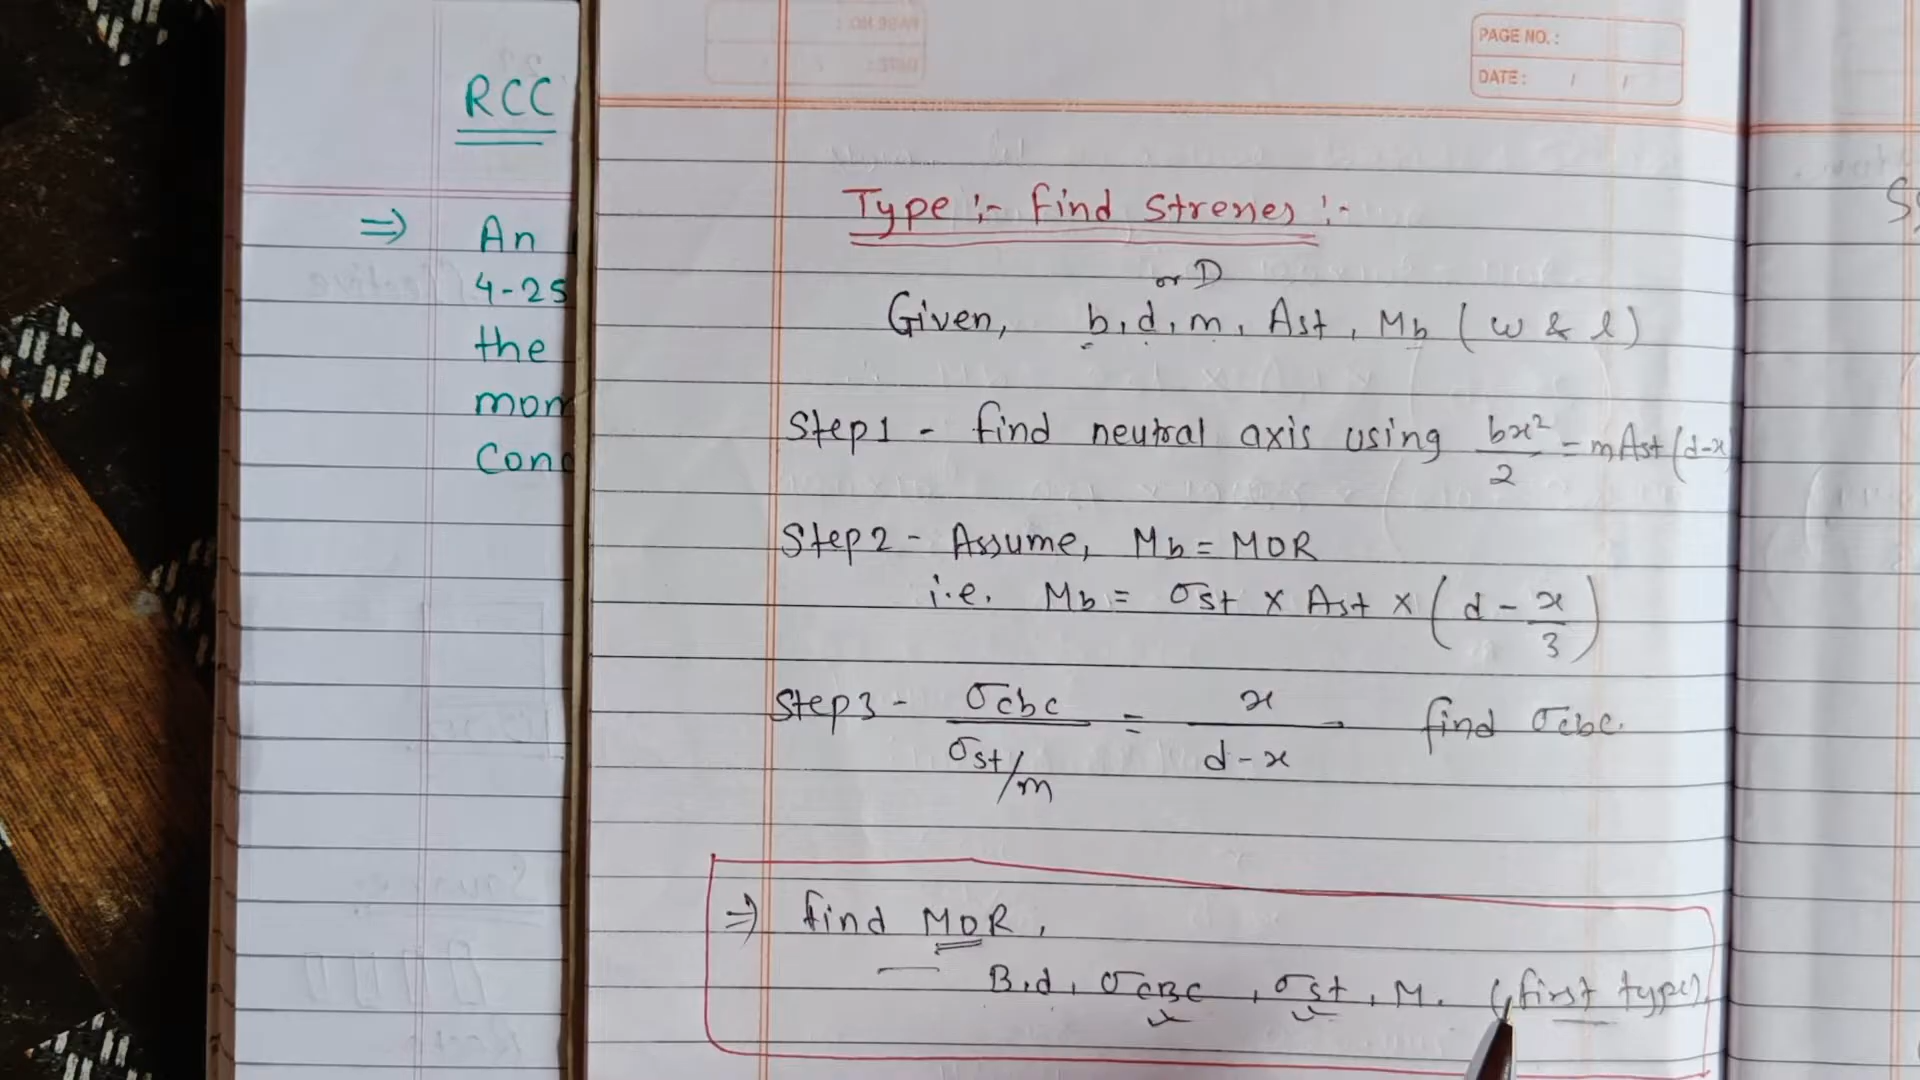 RCC
⇒ An
4-25
the
mom
Conc
PAGE NO. :
DATE : / /
Type :- find stresses :-
or D
Given, b, d, m, Ast, Mb ( w & l )
Step1 - find neutral axis using bx²/2 = mAst(d-x
Step2 - Assume, Mb = MOR
i.e. Mb = σst × Ast × ( d - x/3 )
Step3 - σcbc / σst/m = x / d-x find σcbc.
⇒ find MOR,
— B,d, σcBc, σst, M. (first type).